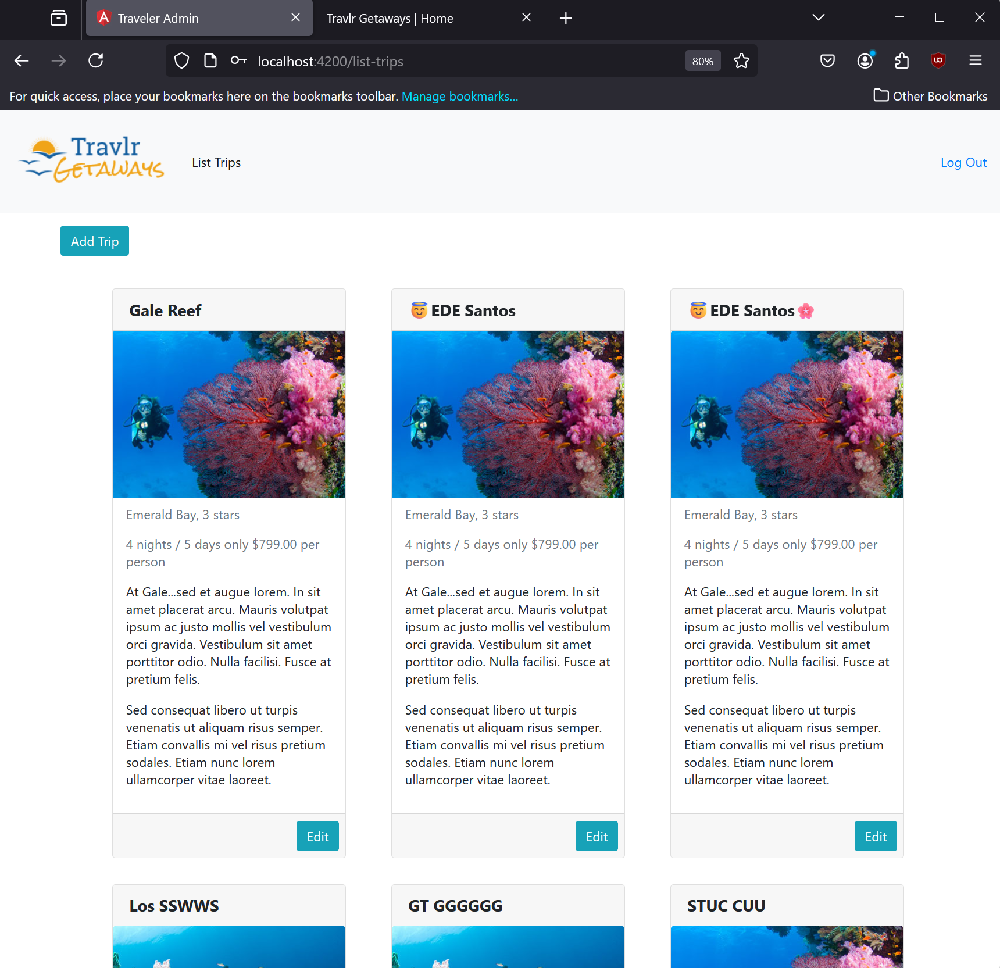 Traveler Admin
Travlr Getaways | Home
localhost:4200/list-trips
80%
For quick access, place your bookmarks here on the bookmarks toolbar. Manage bookmarks...
Other Bookmarks
Travlr
GETAWAYS
List Trips
Log Out
Add Trip
Gale Reef
Emerald Bay, 3 stars
4 nights / 5 days only $799.00 per
person
At Gale...sed et augue lorem. In sit
amet placerat arcu. Mauris volutpat
ipsum ac justo mollis vel vestibulum
orci gravida. Vestibulum sit amet
porttitor odio. Nulla facilisi. Fusce at
pretium felis.
Sed consequat libero ut turpis
venenatis ut aliquam risus semper.
Etiam convallis mi vel risus pretium
sodales. Etiam nunc lorem
ullamcorper vitae laoreet.
Edit
😇EDE Santos
Emerald Bay, 3 stars
4 nights / 5 days only $799.00 per
person
At Gale...sed et augue lorem. In sit
amet placerat arcu. Mauris volutpat
ipsum ac justo mollis vel vestibulum
orci gravida. Vestibulum sit amet
porttitor odio. Nulla facilisi. Fusce at
pretium felis.
Sed consequat libero ut turpis
venenatis ut aliquam risus semper.
Etiam convallis mi vel risus pretium
sodales. Etiam nunc lorem
ullamcorper vitae laoreet.
Edit
😇EDE Santos🌸
Emerald Bay, 3 stars
4 nights / 5 days only $799.00 per
person
At Gale...sed et augue lorem. In sit
amet placerat arcu. Mauris volutpat
ipsum ac justo mollis vel vestibulum
orci gravida. Vestibulum sit amet
porttitor odio. Nulla facilisi. Fusce at
pretium felis.
Sed consequat libero ut turpis
venenatis ut aliquam risus semper.
Etiam convallis mi vel risus pretium
sodales. Etiam nunc lorem
ullamcorper vitae laoreet.
Edit
Los SSWWS
GT GGGGGG
STUC CUU